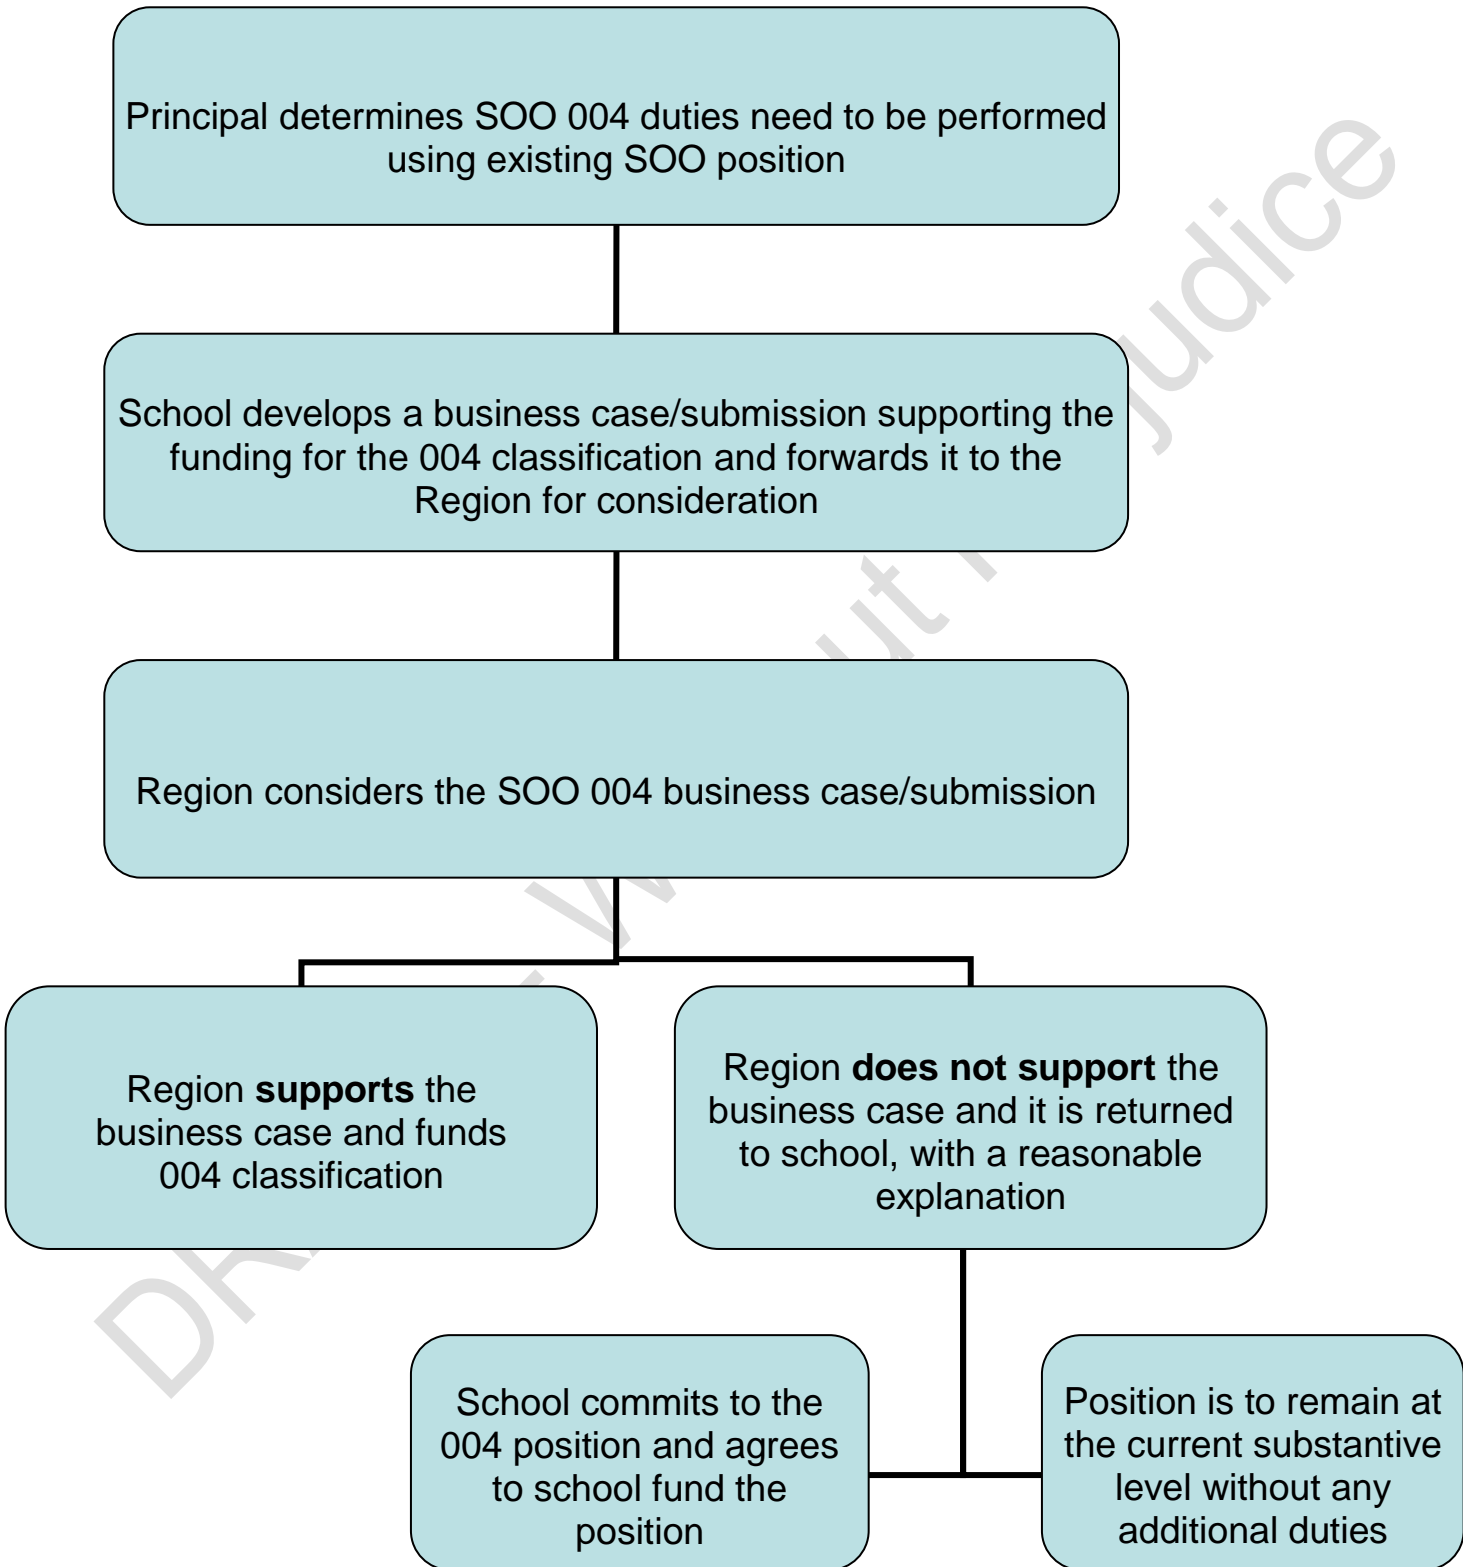 Principal determines SOO 004 duties need to be performed
using existing SOO position
School develops a business case/submission supporting the
funding for the 004 classification and forwards it to the
Region for consideration
Region considers the SOO 004 business case/submission
Region supports the
business case and funds
004 classification
Region does not support the
business case and it is returned
to school, with a reasonable
explanation
School commits to the
004 position and agrees
to school fund the
position
Position is to remain at
the current substantive
level without any
additional duties